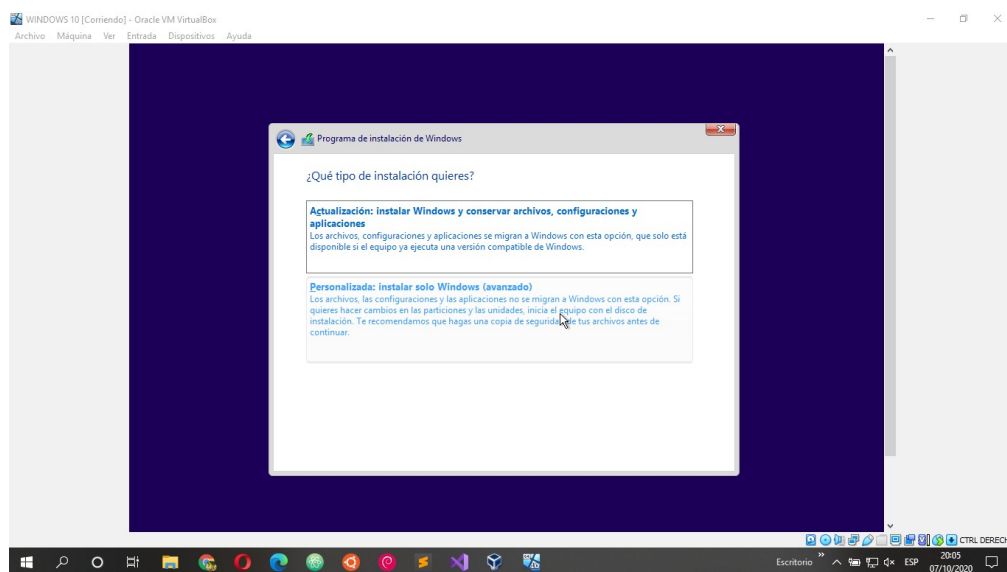 WINDOWS 10 [Corriendo] - Oracle VM VirtualBox
Archivo Máquina Ver Entrada Dispositivos Ayuda
Programa de instalación de Windows
¿Qué tipo de instalación quieres?
Actualización: instalar Windows y conservar archivos, configuraciones y
aplicaciones
Los archivos, configuraciones y aplicaciones se migran a Windows con esta opción, que solo está
disponible si el equipo ya ejecuta una versión compatible de Windows.
Personalizada: instalar solo Windows (avanzado)
Los archivos, las configuraciones y las aplicaciones no se migran a Windows con esta opción. Si
quieres hacer cambios en las particiones y las unidades, inicia el equipo con el disco de
instalación. Te recomendamos que hagas una copia de seguridad de tus archivos antes de
continuar.
CTRL DERECH
Escritorio
ESP
20:05
07/10/2020